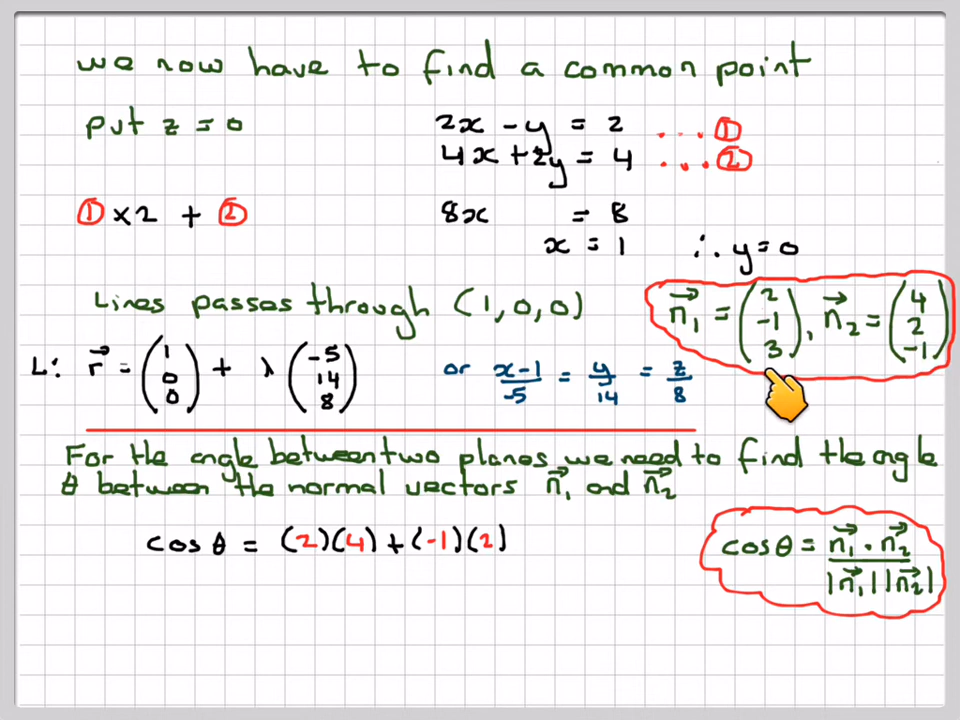 we now have to find a common point
put z = 0
2x - y = 2 ... ①
4x + 2y = 4 ... ②
① × 2 + ② 8x = 8
x = 1 ∴ y = 0
Lines passes through (1, 0, 0)
n₁→ = (2 -1 3), n₂→ = (4 2 -1)
L: r→ = (1 0 0) + λ (-5 14 8) or x-1/-5 = y/14 = z/8
For the angle between two planes we need to find the angle
θ between the normal vectors n₁→ and n₂→
cos θ = (2)(4) + (-1)(2)
cos θ = n₁→ . n₂→ / |n₁→| |n₂→|